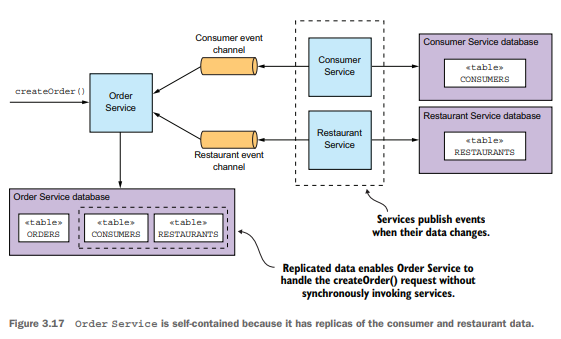 Consumer event
channel
Consumer
Service
Consumer Service database
«table»
CONSUMERS
createOrder()
Order
Service
Restaurant event
channel
Restaurant
Service
Restaurant Service database
«table»
RESTAURANTS
Order Service database
«table»
ORDERS
«table»
CONSUMERS
«table»
RESTAURANTS
Services publish events
when their data changes.
Replicated data enables Order Service to
handle the createOrder() request without
synchronously invoking services.
Figure 3.17 Order Service is self-contained because it has replicas of the consumer and restaurant data.